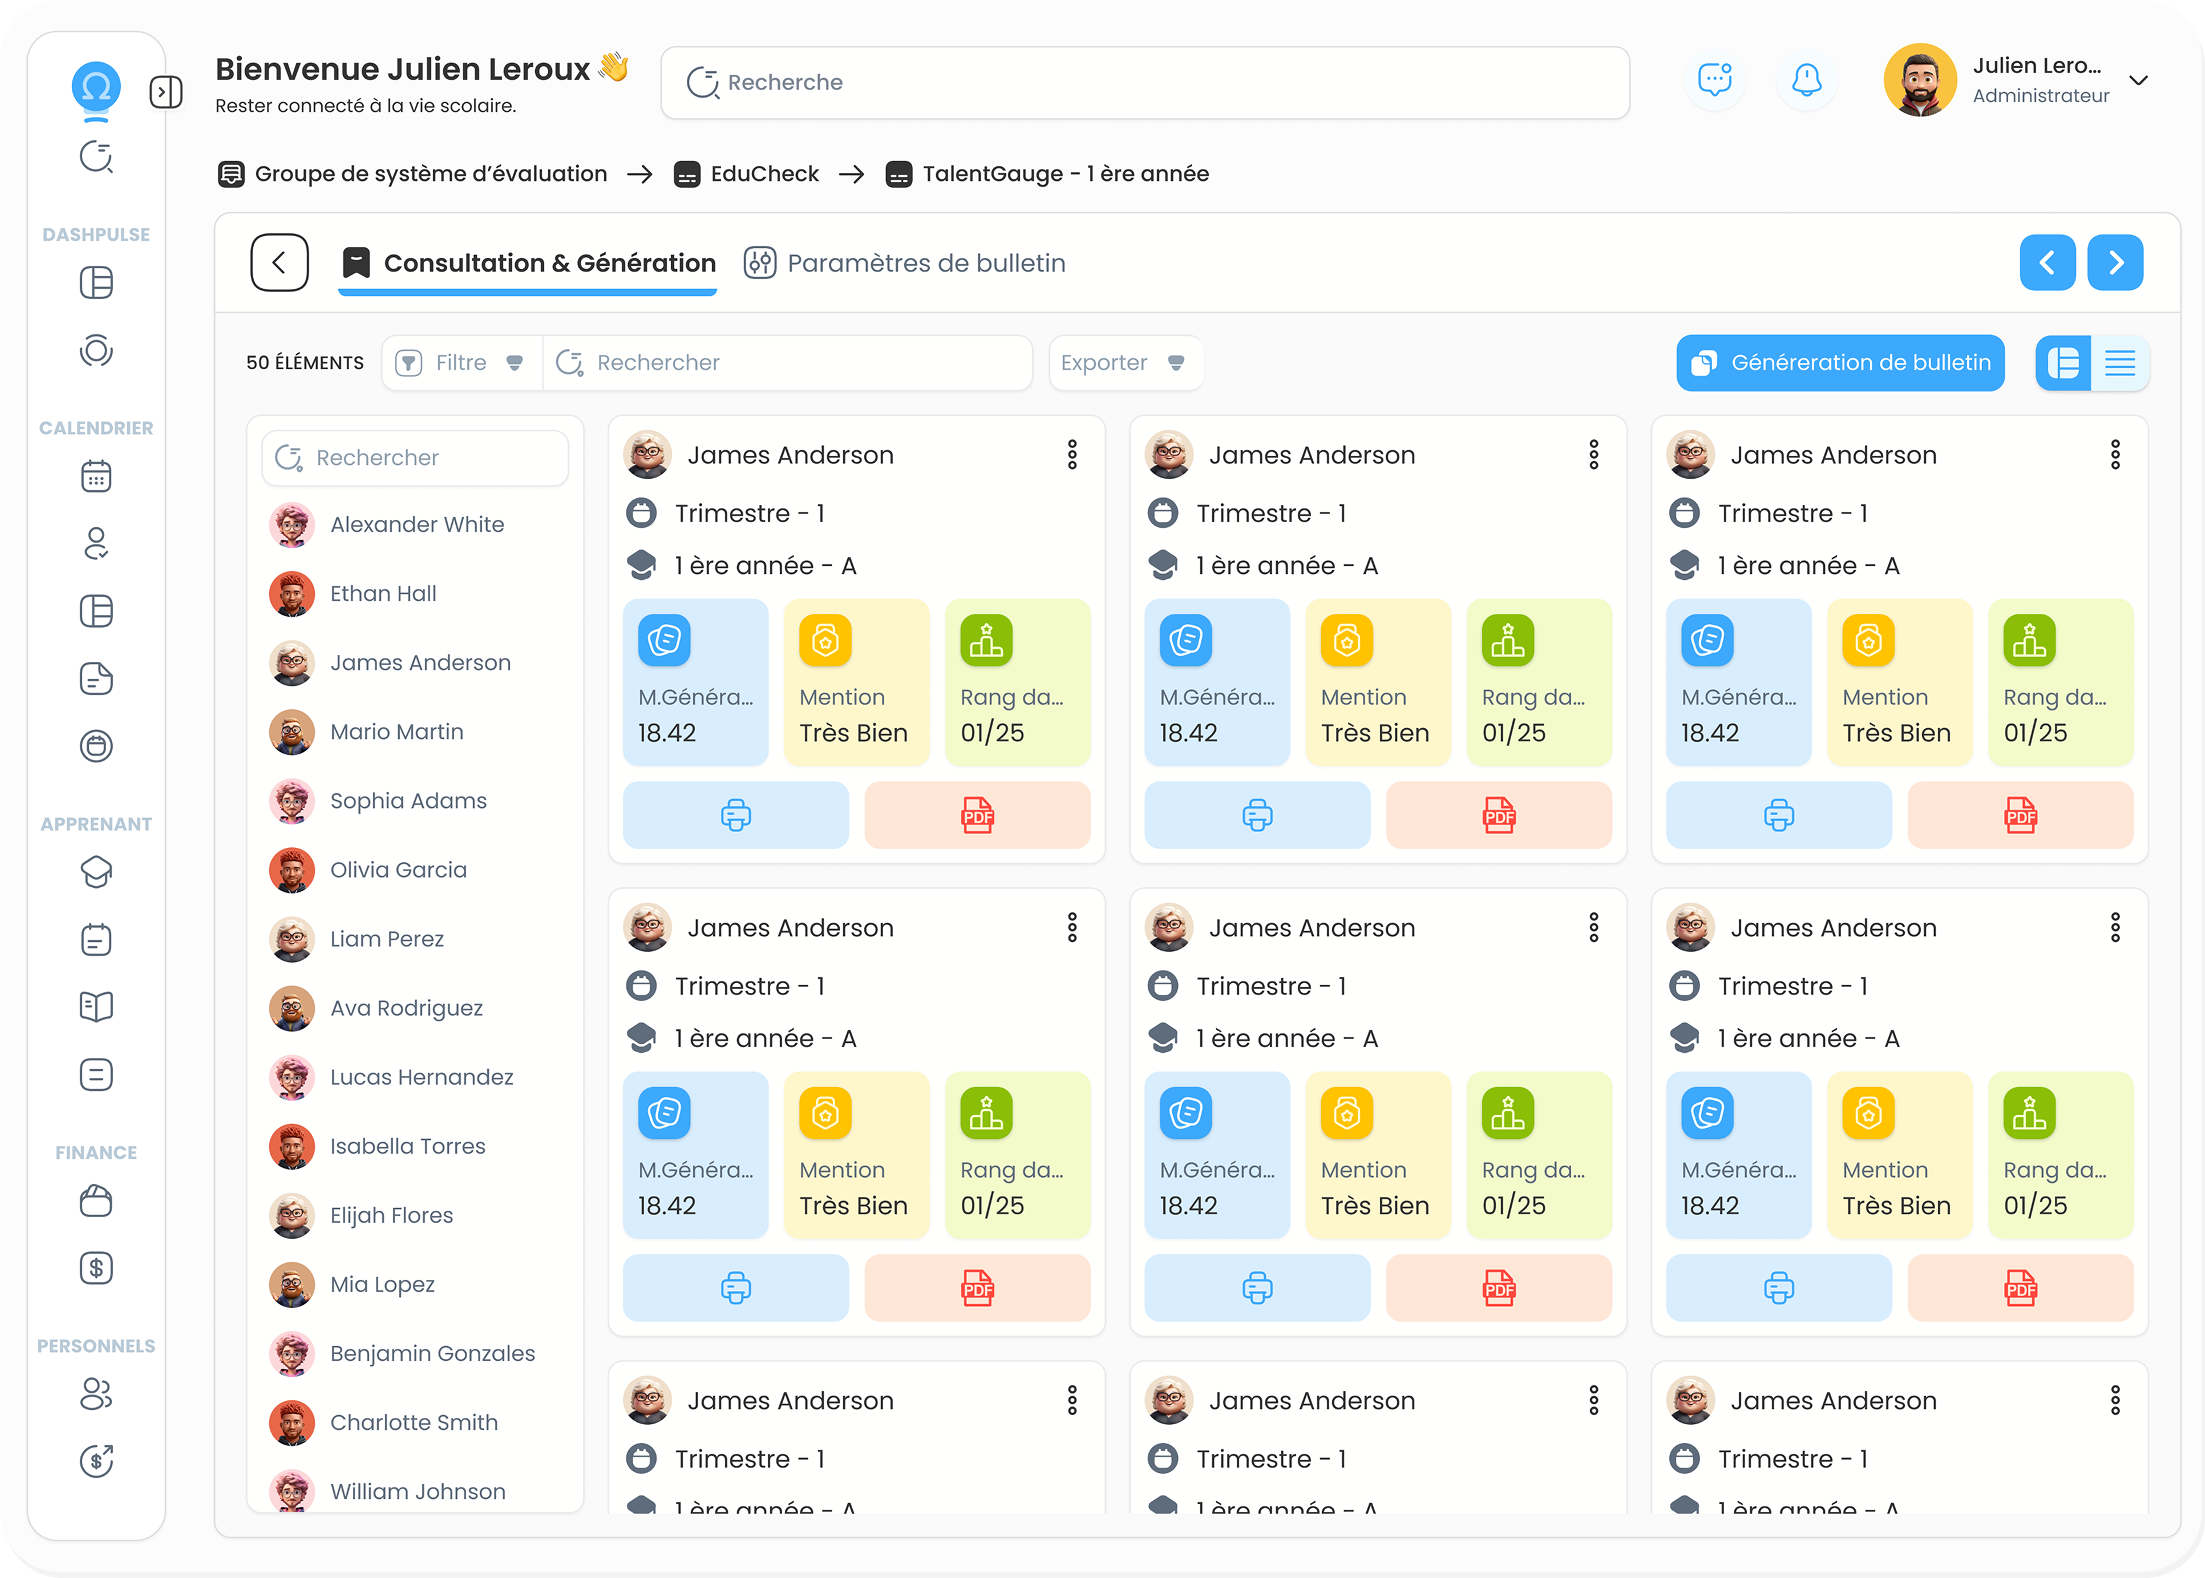 Bienvenue Julien Leroux 👋
Rester connecté à la vie scolaire.
Recherche
Julien Lero...
Administrateur
Groupe de système d’évaluation → EduCheck → TalentGauge - 1 ère année
DASHPULSE
CALENDRIER
APPRENANT
FINANCE
PERSONNELS
Consultation & Génération
Paramètres de bulletin
50 ÉLÉMENTS
Filtre
Rechercher
Exporter
Généreration de bulletin
Rechercher
Alexander White
Ethan Hall
James Anderson
Mario Martin
Sophia Adams
Olivia Garcia
Liam Perez
Ava Rodriguez
Lucas Hernandez
Isabella Torres
Elijah Flores
Mia Lopez
Benjamin Gonzales
Charlotte Smith
William Johnson
James Anderson
Trimestre - 1
1 ère année - A
M.Généra...
18.42
Mention
Très Bien
Rang da...
01/25
PDF
James Anderson
Trimestre - 1
1 ère année - A
M.Généra...
18.42
Mention
Très Bien
Rang da...
01/25
PDF
James Anderson
Trimestre - 1
1 ère année - A
M.Généra...
18.42
Mention
Très Bien
Rang da...
01/25
PDF
James Anderson
Trimestre - 1
1 ère année - A
M.Généra...
18.42
Mention
Très Bien
Rang da...
01/25
PDF
James Anderson
Trimestre - 1
1 ère année - A
M.Généra...
18.42
Mention
Très Bien
Rang da...
01/25
PDF
James Anderson
Trimestre - 1
1 ère année - A
M.Généra...
18.42
Mention
Très Bien
Rang da...
01/25
PDF
James Anderson
Trimestre - 1
1 ère année - A
James Anderson
Trimestre - 1
1 ère année - A
James Anderson
Trimestre - 1
1 ère année - A